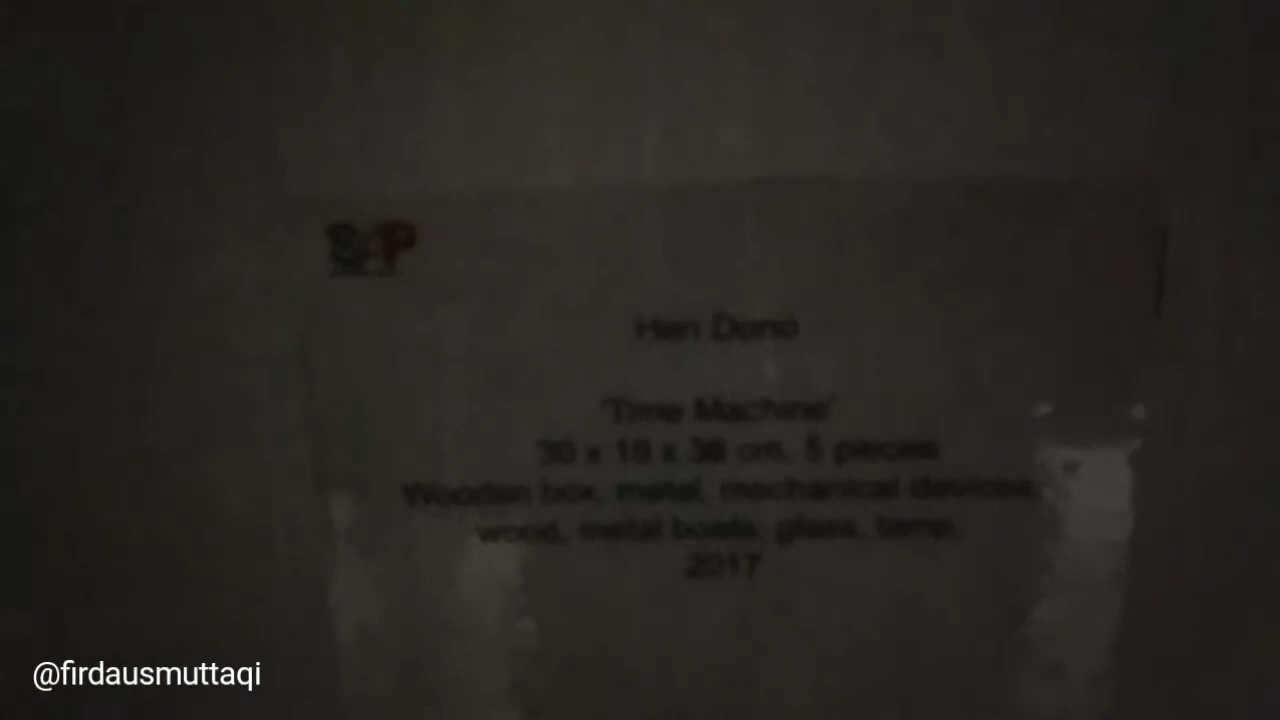 Heri Dono
'Time Machine'
30 x 18 x 38 cm, 5 pieces
Wooden box, metal, mechanical devices,
wood, metal boats, glass, lamp,
2017
@firdausmuttaqi